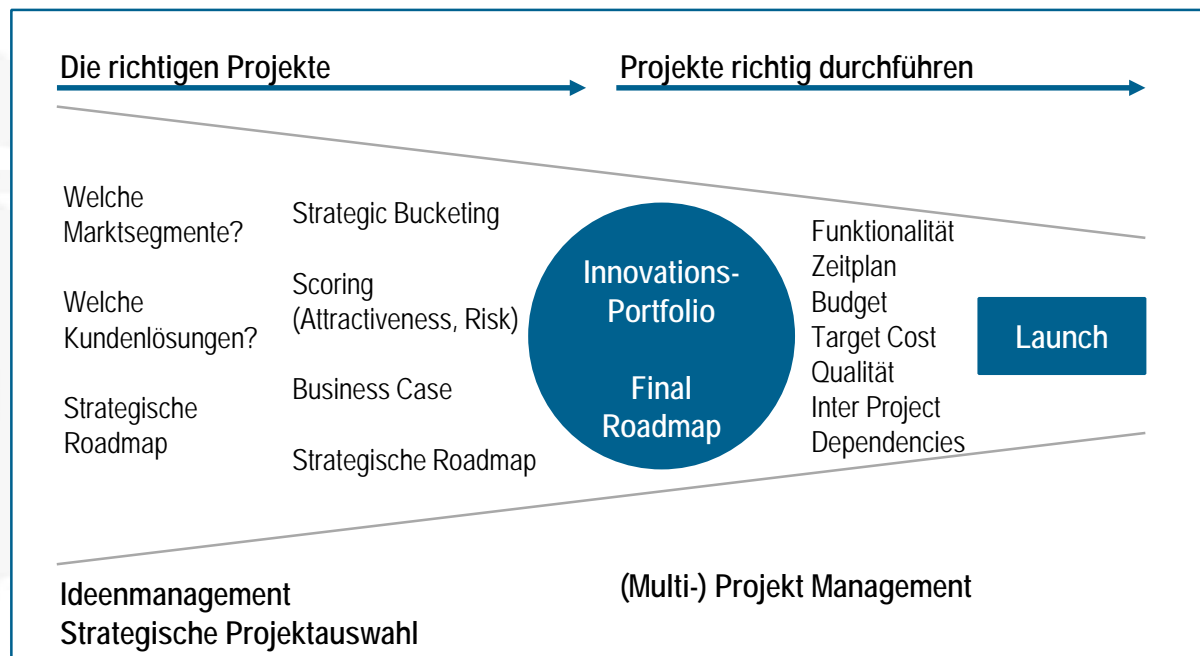 Die richtigen Projekte
Projekte richtig durchführen
Welche
Marktsegmente?
Welche
Kundenlösungen?
Strategische
Roadmap
Strategic Bucketing
Scoring
(Attractiveness, Risk)
Business Case
Strategische Roadmap
Innovations-
Portfolio
Final
Roadmap
Funktionalität
Zeitplan
Budget
Target Cost
Qualität
Inter Project
Dependencies
Launch
Ideenmanagement
Strategische Projektauswahl
(Multi-) Projekt Management